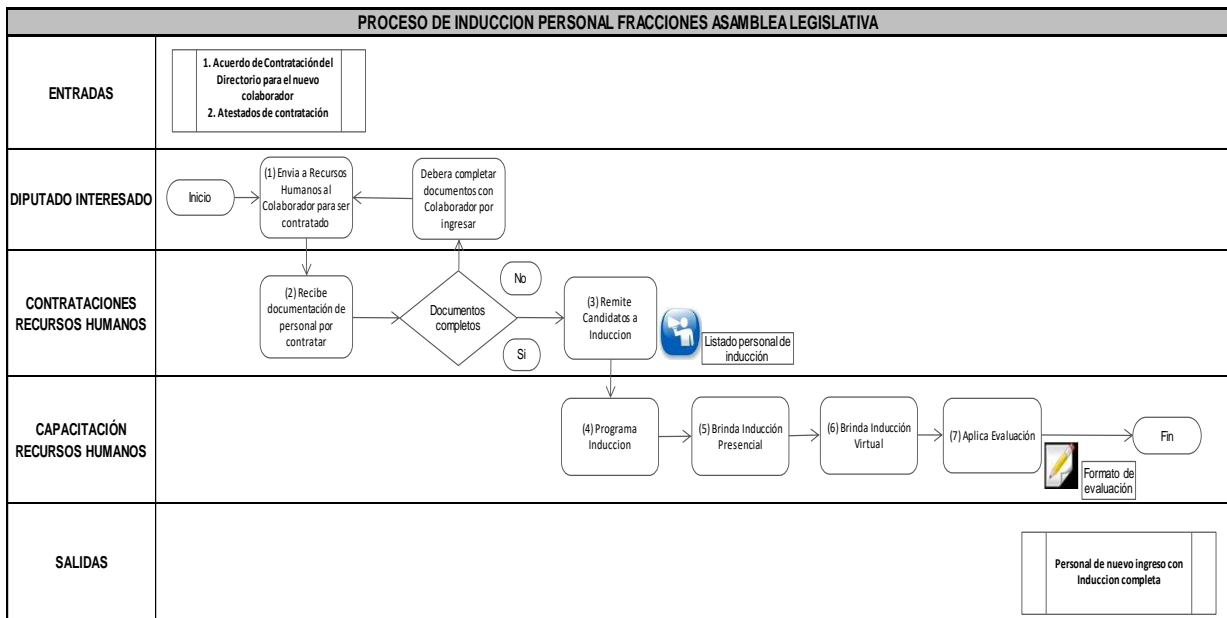 PROCESO DE INDUCCION PERSONAL FRACCIONES ASAMBLEA LEGISLATIVA
ENTRADAS
1. Acuerdo de Contratación del
Directorio para el nuevo
colaborador
2. Atestados de contratación
DIPUTADO INTERESADO
Inicio
(1) Envia a Recursos
Humanos al
Colaborador para ser
contratado
Debera completar
documentos con
Colaborador por
ingresar
CONTRATACIONES
RECURSOS HUMANOS
(2) Recibe
documentación de
personal por
contratar
Documentos
completos
No
Si
(3) Remite
Candidatos a
Induccion
Listado personal de
inducción
CAPACITACIÓN
RECURSOS HUMANOS
(4) Programa
Induccion
(5) Brinda Inducción
Presencial
(6) Brinda Inducción
Virtual
(7) Aplica Evaluación
Formato de
evaluación
Fin
SALIDAS
Personal de nuevo ingreso con
Induccion completa